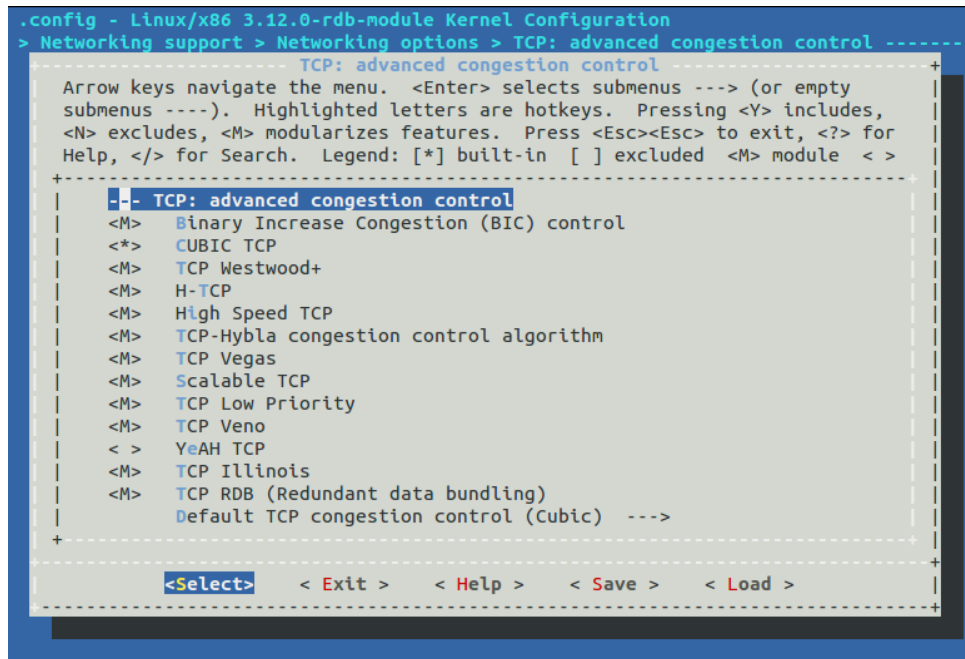 .config - Linux/x86 3.12.0-rdb-module Kernel Configuration
> Networking support > Networking options > TCP: advanced congestion control -------
TCP: advanced congestion control
Arrow keys navigate the menu.  <Enter> selects submenus ---> (or empty
submenus ----).  Highlighted letters are hotkeys.  Pressing <Y> includes,
<N> excludes, <M> modularizes features.  Press <Esc><Esc> to exit, <?> for
Help, </> for Search.  Legend: [*] built-in  [ ] excluded  <M> module  < >
--- TCP: advanced congestion control
<M>   Binary Increase Congestion (BIC) control
<*>   CUBIC TCP
<M>   TCP Westwood+
<M>   H-TCP
<M>   High Speed TCP
<M>   TCP-Hybla congestion control algorithm
<M>   TCP Vegas
<M>   Scalable TCP
<M>   TCP Low Priority
<M>   TCP Veno
< >   YeAH TCP
<M>   TCP Illinois
<M>   TCP RDB (Redundant data bundling)
Default TCP congestion control (Cubic)  --->
<Select>    < Exit >    < Help >    < Save >    < Load >